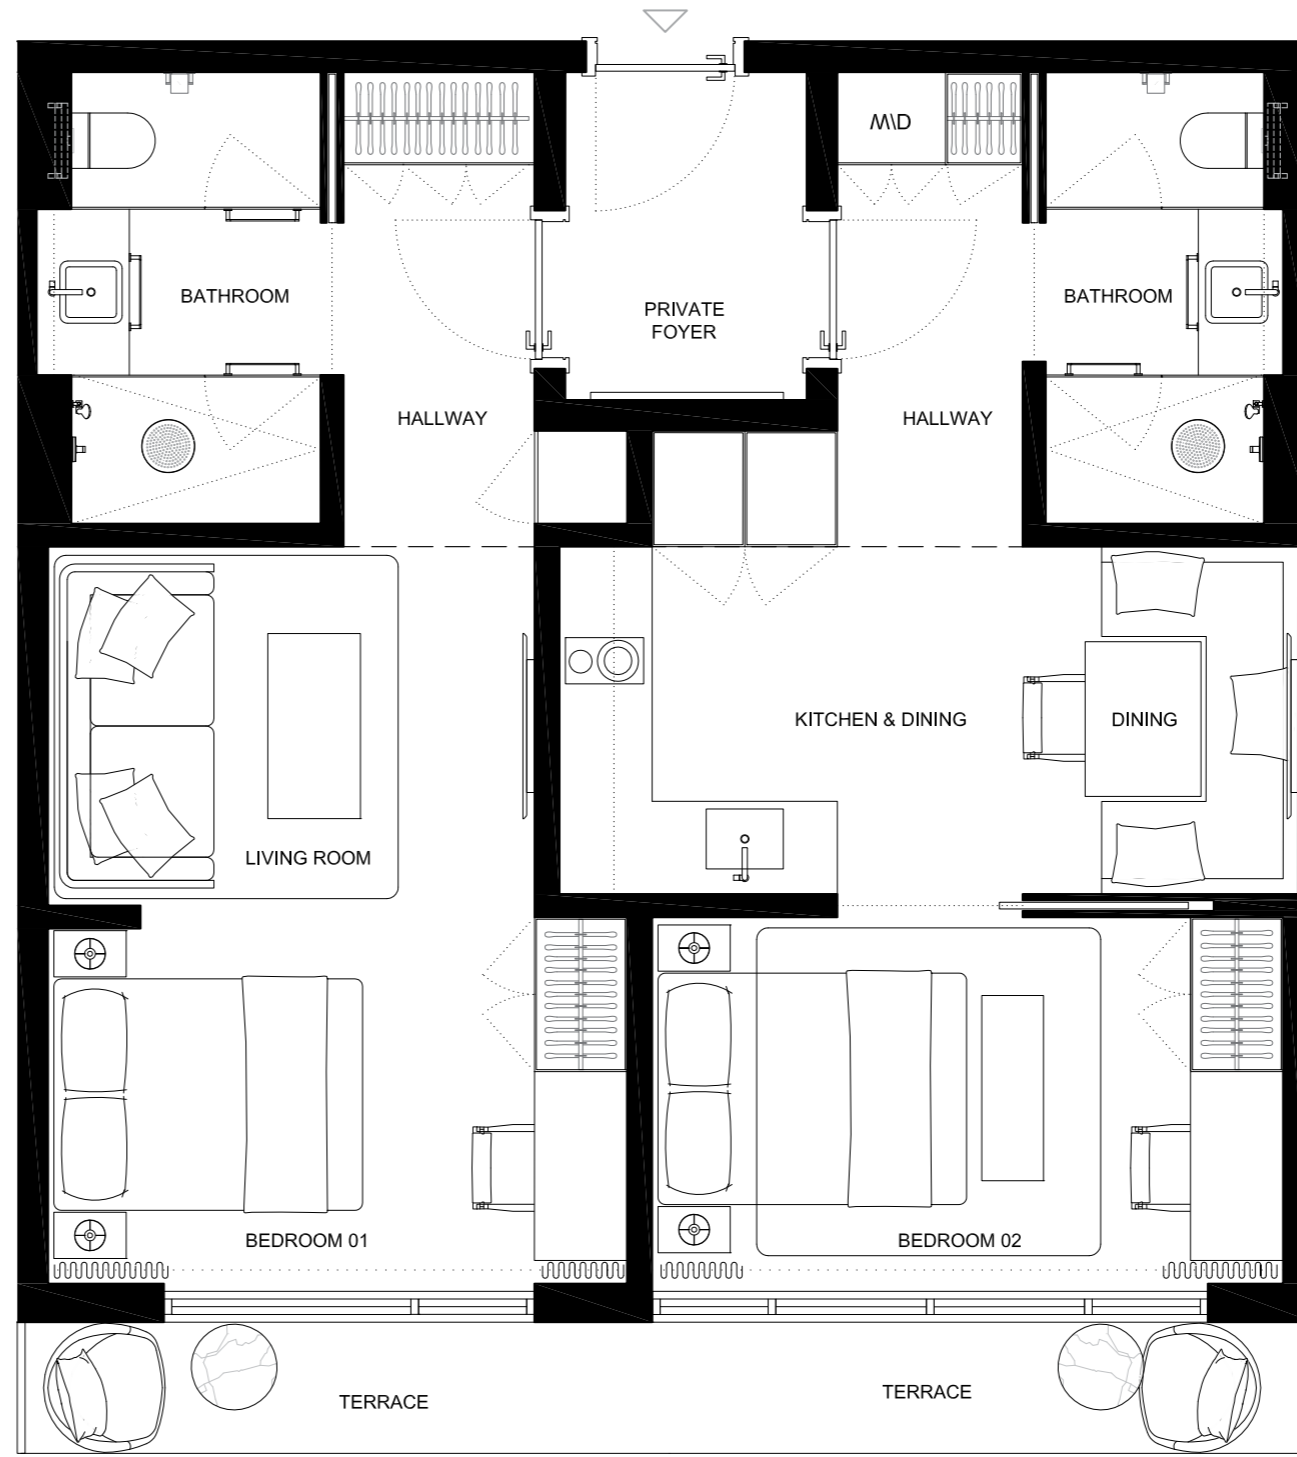 W\D
BATHROOM
PRIVATE
FOYER
BATHROOM
HALLWAY
HALLWAY
KITCHEN & DINING
DINING
LIVING ROOM
BEDROOM 01
BEDROOM 02
TERRACE
TERRACE